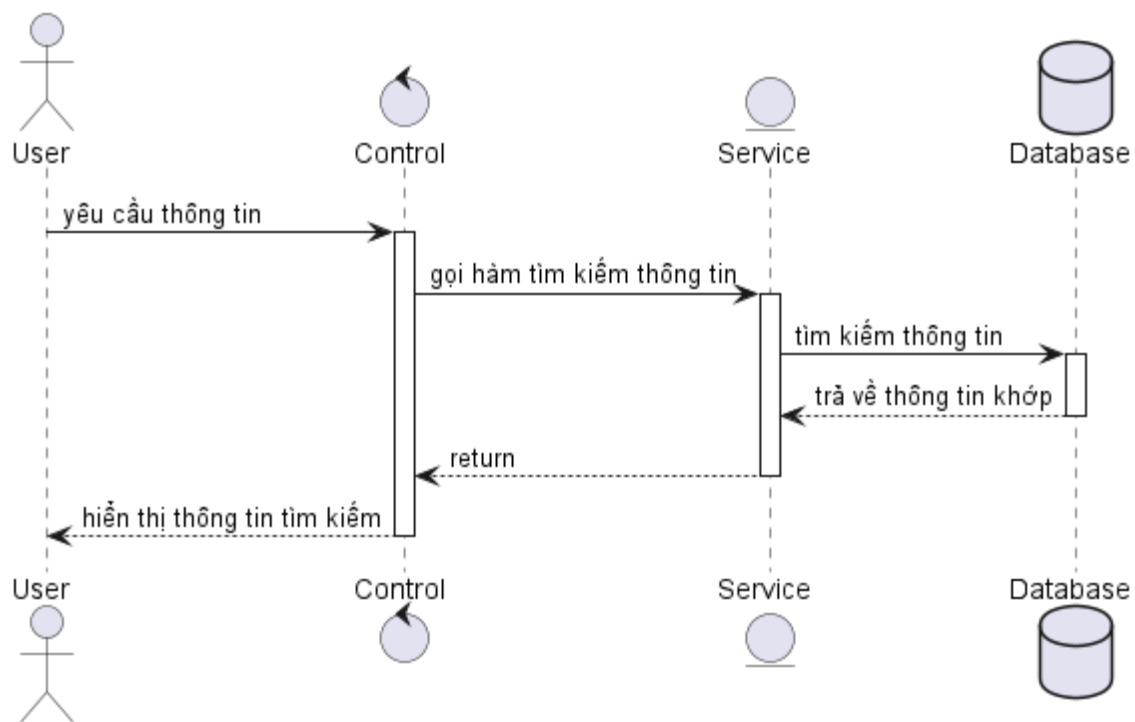 User
Control
Service
Database
yêu cầu thông tin
gọi hàm tìm kiếm thông tin
tìm kiếm thông tin
trả về thông tin khớp
return
hiển thị thông tin tìm kiếm
User
Control
Service
Database